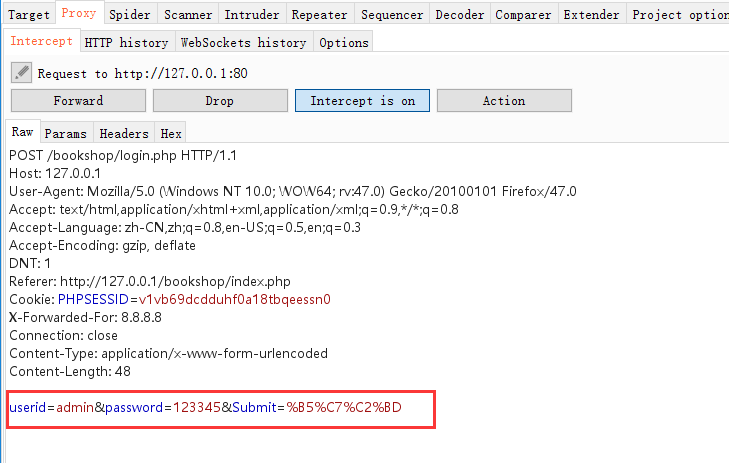 Target Proxy Spider Scanner Intruder Repeater Sequencer Decoder Comparer Extender Project option
Intercept HTTP history WebSockets history Options
Request to http://127.0.0.1:80
Forward Drop Intercept is on Action
Raw Params Headers Hex
POST /bookshop/login.php HTTP/1.1
Host: 127.0.0.1
User-Agent: Mozilla/5.0 (Windows NT 10.0; WOW64; rv:47.0) Gecko/20100101 Firefox/47.0
Accept: text/html,application/xhtml+xml,application/xml;q=0.9,*/*;q=0.8
Accept-Language: zh-CN,zh;q=0.8,en-US;q=0.5,en;q=0.3
Accept-Encoding: gzip, deflate
DNT: 1
Referer: http://127.0.0.1/bookshop/index.php
Cookie: PHPSESSID=v1vb69dcdduhf0a18tbqeessn0
X-Forwarded-For: 8.8.8.8
Connection: close
Content-Type: application/x-www-form-urlencoded
Content-Length: 48
userid=admin&password=123345&Submit=%B5%C7%C2%BD